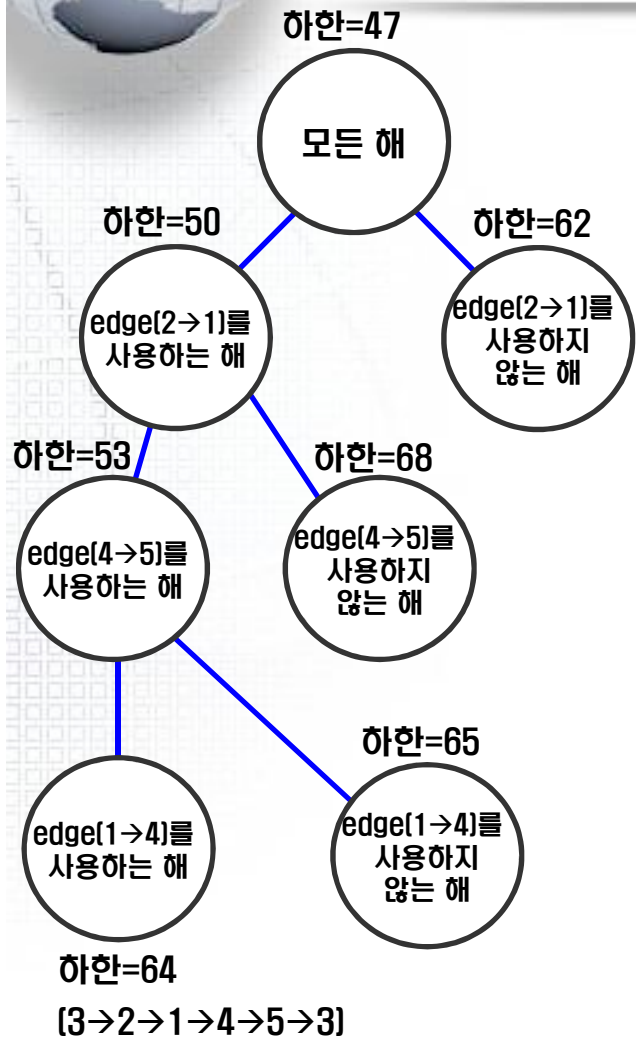 하한=47
모든 해
하한=50
하한=62
edge(2→1)를
사용하는 해
edge(2→1)를
사용하지
않는 해
하한=53
하한=68
edge(4→5)를
사용하는 해
edge(4→5)를
사용하지
않는 해
하한=65
edge(1→4)를
사용하는 해
edge(1→4)를
사용하지
않는 해
하한=64
(3→2→1→4→5→3)